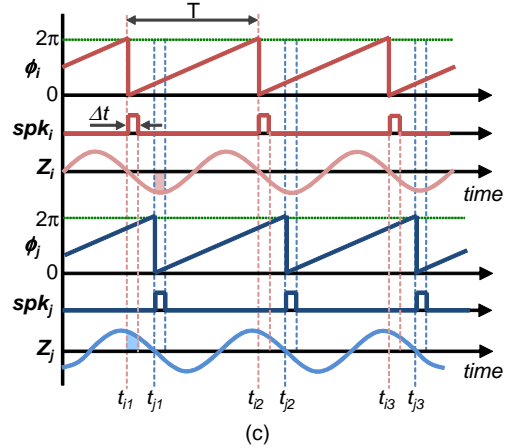 T
2π
ϕi
0
Δt
spki
Zi
time
2π
ϕj
0
spkj
Zj
time
ti1 tj1 ti2 tj2 ti3 tj3
(c)